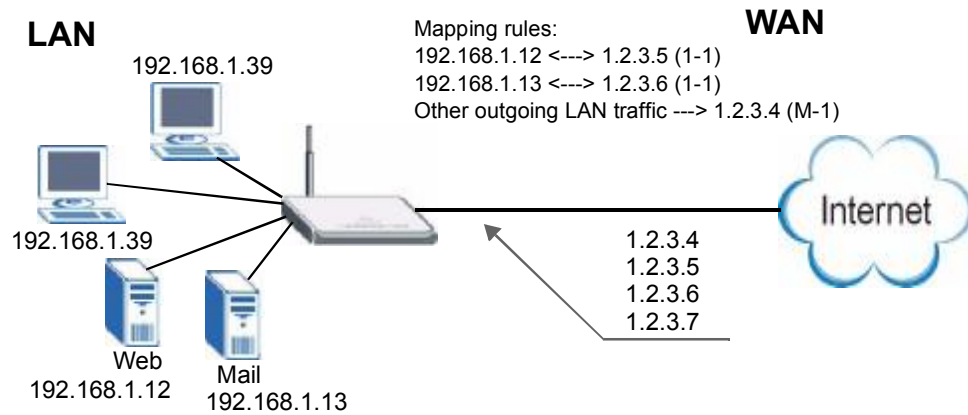 LAN
WAN
Mapping rules:
192.168.1.12 <---> 1.2.3.5 (1-1)
192.168.1.13 <---> 1.2.3.6 (1-1)
Other outgoing LAN traffic ---> 1.2.3.4 (M-1)
192.168.1.39
192.168.1.39
Internet
1.2.3.4
1.2.3.5
1.2.3.6
1.2.3.7
Web
192.168.1.12
Mail
192.168.1.13